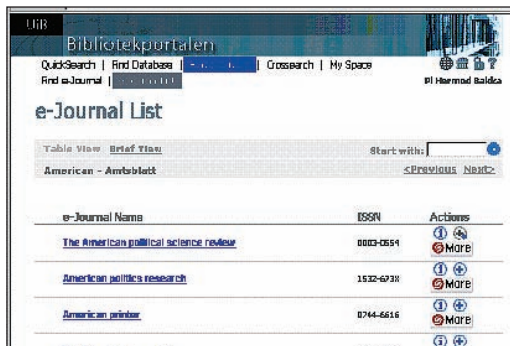 UiB
Bibliotekportalen
QuickSearch | Find Database | | Crossearch | My Space
Find e-Journal |
Pl Hermod Baldca
e-Journal List
Table View Brief View Start with:
American - Amtsblatt <Previous Next>
e-Journal Name ISSN Actions
The American political science review 0003-0554
More
American politics research 1532-673X
More
American printer 0744-6616
More